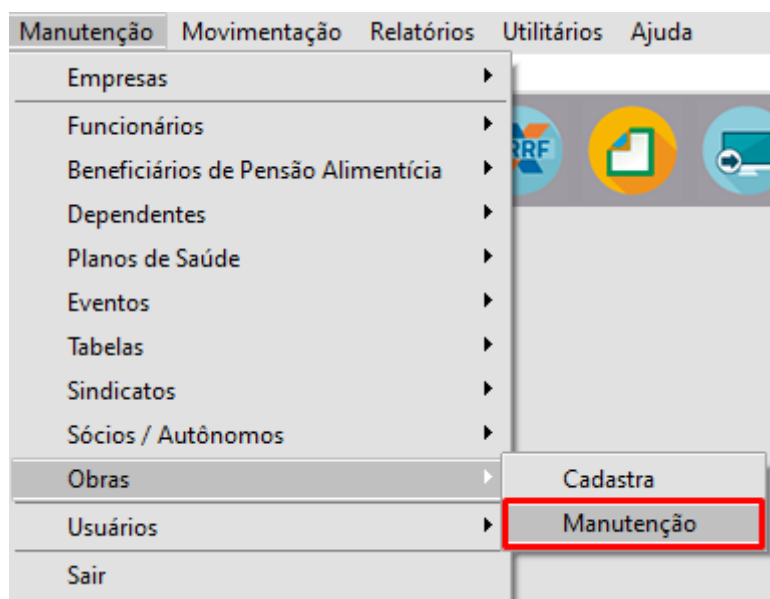 Manutenção Movimentação Relatórios Utilitários Ajuda
Empresas
Funcionários
RRF
Beneficiários de Pensão Alimentícia
Dependentes
Planos de Saúde
Eventos
Tabelas
Sindicatos
Sócios / Autônomos
Obras
Cadastra
Usuários
Manutenção
Sair